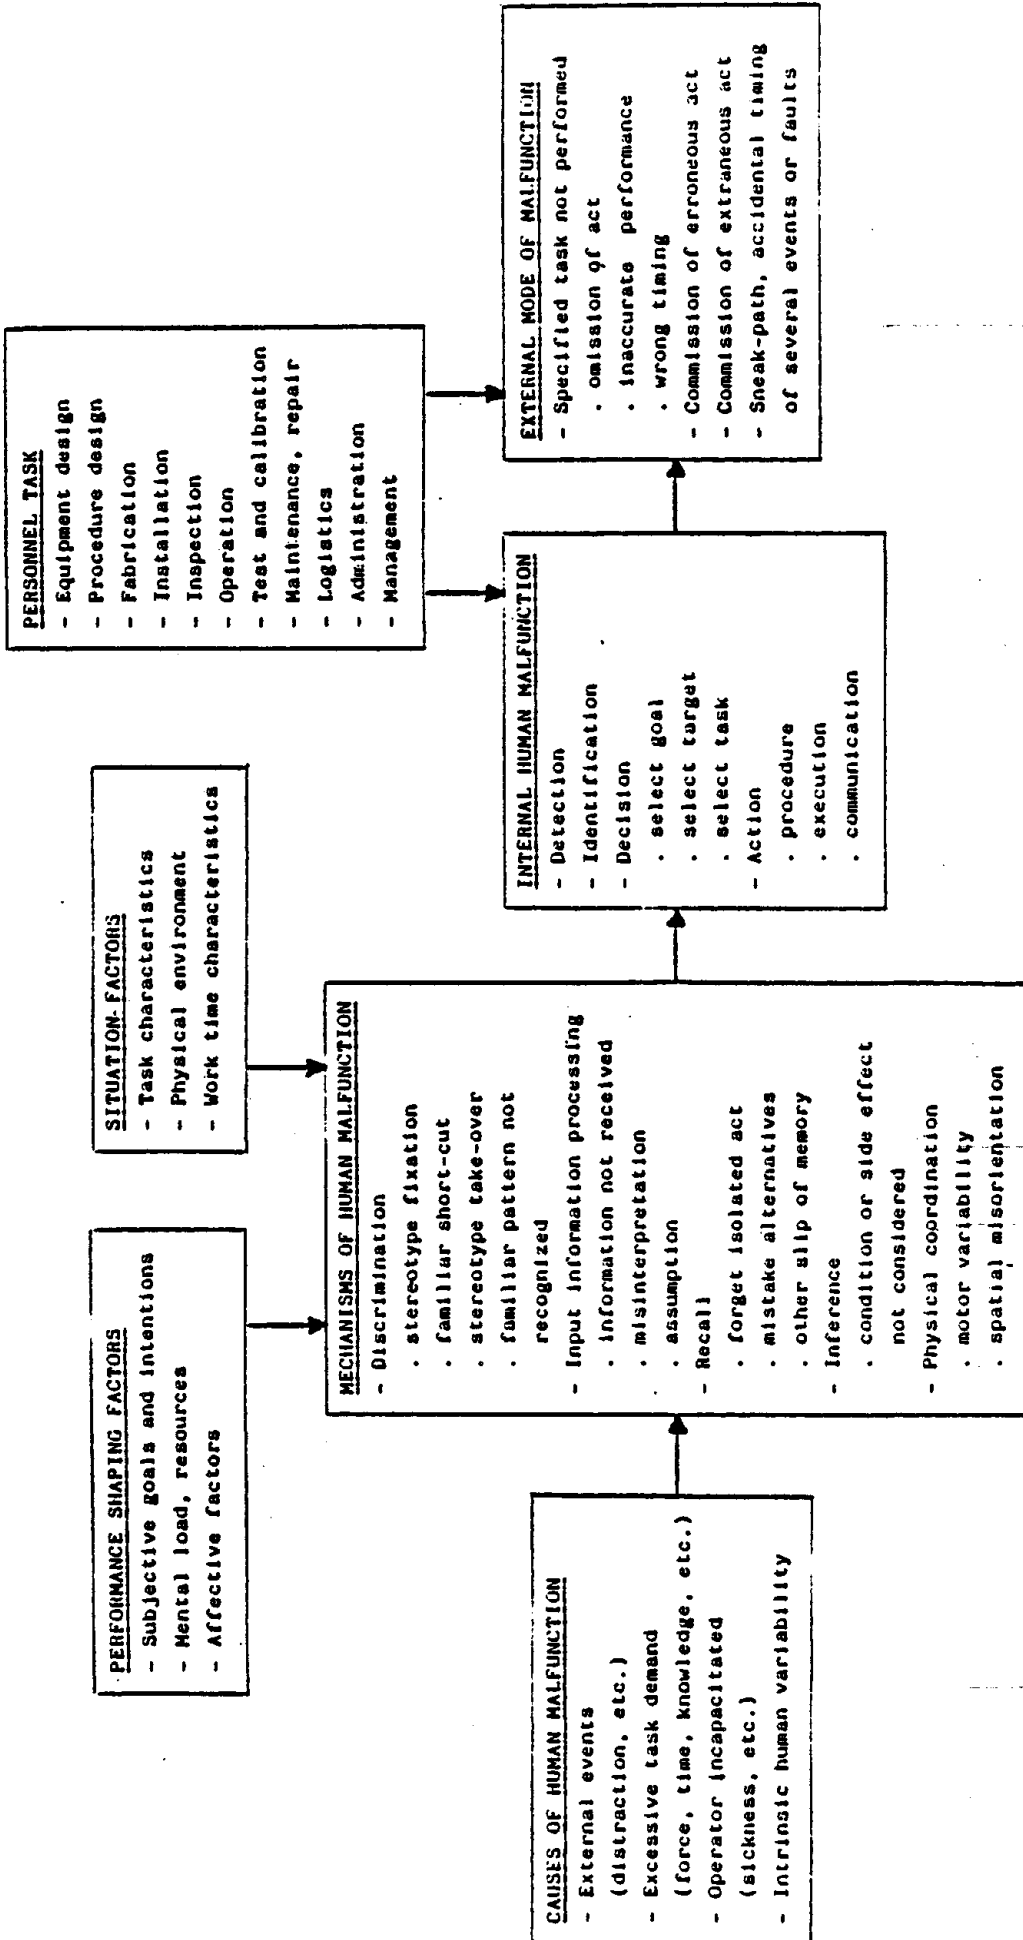 PERFORMANCE SHAPING FACTORS
- Subjective goals and intentions
- Mental load, resources
- Affective factors
SITUATION FACTORS
- Task characteristics
- Physical environment
- Work time characteristics
PERSONNEL TASK
- Equipment design
- Procedure design
- Fabrication
- Installation
- Inspection
- Operation
- Test and calibration
- Maintenance, repair
- Logistics
- Administration
- Management
CAUSES OF HUMAN MALFUNCTION
- External events
(distraction, etc.)
- Excessive task demand
(force, time, knowledge, etc.)
- Operator incapacitated
(sickness, etc.)
- Intrinsic human variability
MECHANISMS OF HUMAN MALFUNCTION
- Discrimination
. stereotype fixation
. familiar short-cut
. stereotype take-over
. familiar pattern not
recognized
- Input information processing
. information not received
. misinterpretation
. assumption
- Recall
. forget isolated act
. mistake alternatives
. other slip of memory
- Inference
. condition or side effect
not considered
- Physical coordination
. motor variability
. spatial misorientation
INTERNAL HUMAN MALFUNCTION
- Detection
- Identification
- Decision
. select goal
. select target
. select task
- Action
. procedure
. execution
. communication
EXTERNAL MODE OF MALFUNCTION
- Specified task not performed
. omission of act
. inaccurate performance
. wrong timing
- Commission of erroneous act
- Commission of extraneous act
- Sneak-path, accidental timing
of several events or faults